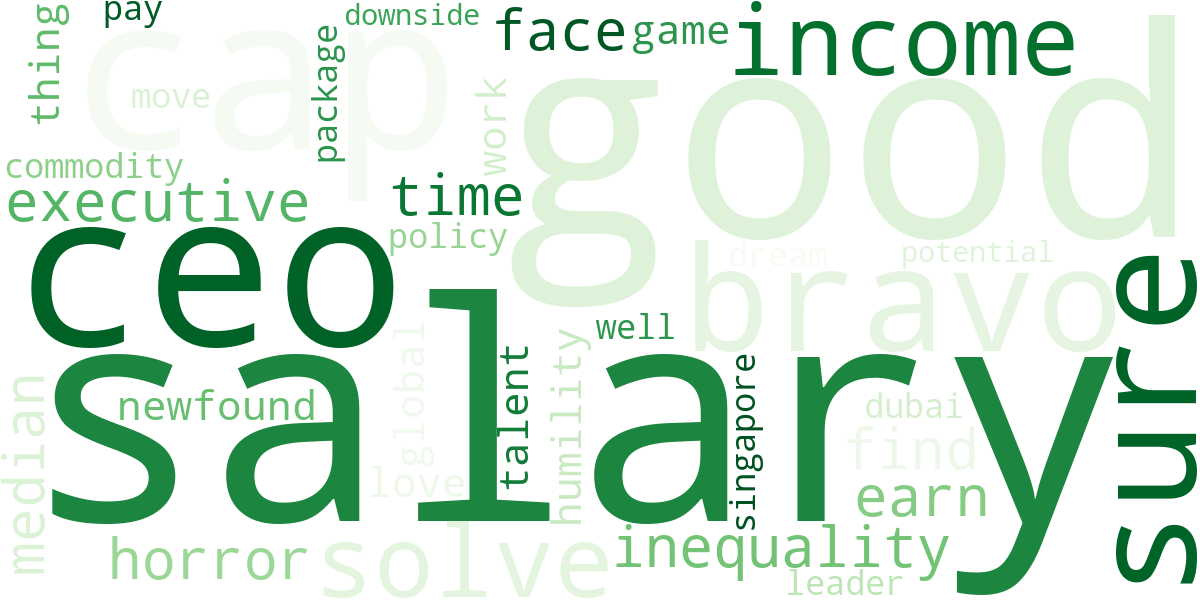 pay
downside
face
game
income
thing
cap
good
move
package
work
commodity
executive
time
policy
ceo
dream
potential
bravo
sure
salary
well
global
talent
humility
singapore
median
newfound
dubai
find
love
earn
horror
solve
inequality
leader